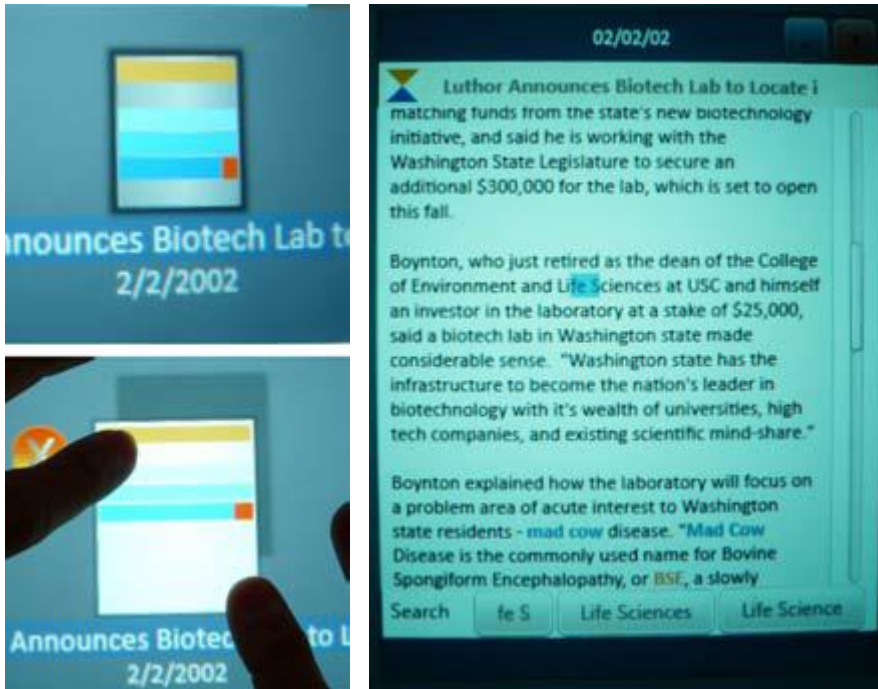 nnounces Biotech Lab to
2/2/2002
Announces Biotec to L
2/2/2002
02/02/02
Luthor Announces Biotech Lab to Locate i
matching funds from the state's new biotechnology
initiative, and said he is working with the
Washington State Legislature to secure an
additional $300,000 for the lab, which is set to open
this fall.
Boynton, who just retired as the dean of the College
of Environment and Life Sciences at USC and himself
an investor in the laboratory at a stake of $25,000,
said a biotech lab in Washington state made
considerable sense. "Washington state has the
infrastructure to become the nation's leader in
biotechnology with it's wealth of universities, high
tech companies, and existing scientific mind-share."
Boynton explained how the laboratory will focus on
a problem area of acute interest to Washington
state residents - mad cow disease. "Mad Cow
Disease is the commonly used name for Bovine
Spongiform Encephalopathy, or BSE, a slowly
Search fe S Life Sciences Life Science